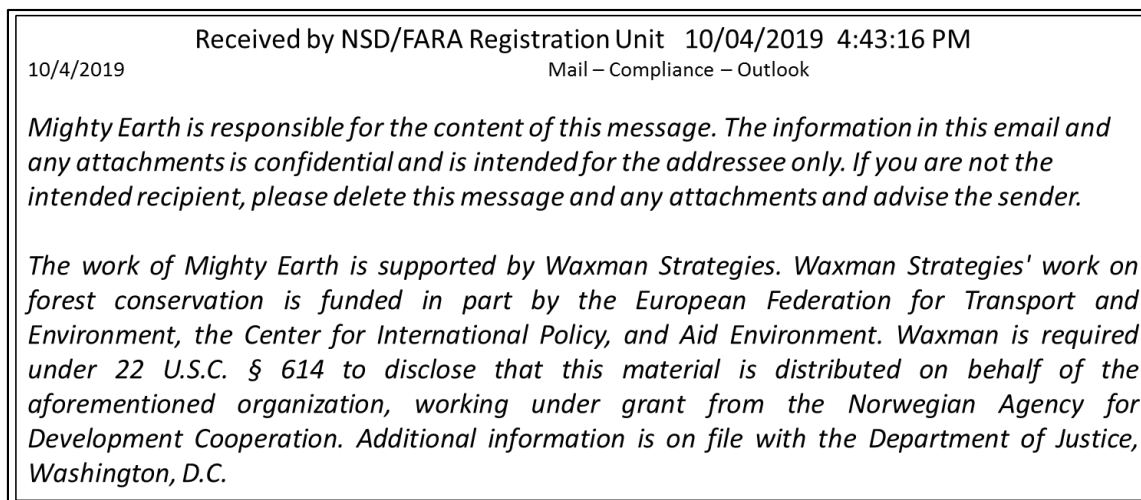 Received by NSD/FARA Registration Unit 10/04/2019 4:43:16 PM
10/4/2019 Mail – Compliance – Outlook
Mighty Earth is responsible for the content of this message. The information in this email and
any attachments is confidential and is intended for the addressee only. If you are not the
intended recipient, please delete this message and any attachments and advise the sender.
The work of Mighty Earth is supported by Waxman Strategies. Waxman Strategies' work on
forest conservation is funded in part by the European Federation for Transport and
Environment, the Center for International Policy, and Aid Environment. Waxman is required
under 22 U.S.C. § 614 to disclose that this material is distributed on behalf of the
aforementioned organization, working under grant from the Norwegian Agency for
Development Cooperation. Additional information is on file with the Department of Justice,
Washington, D.C.